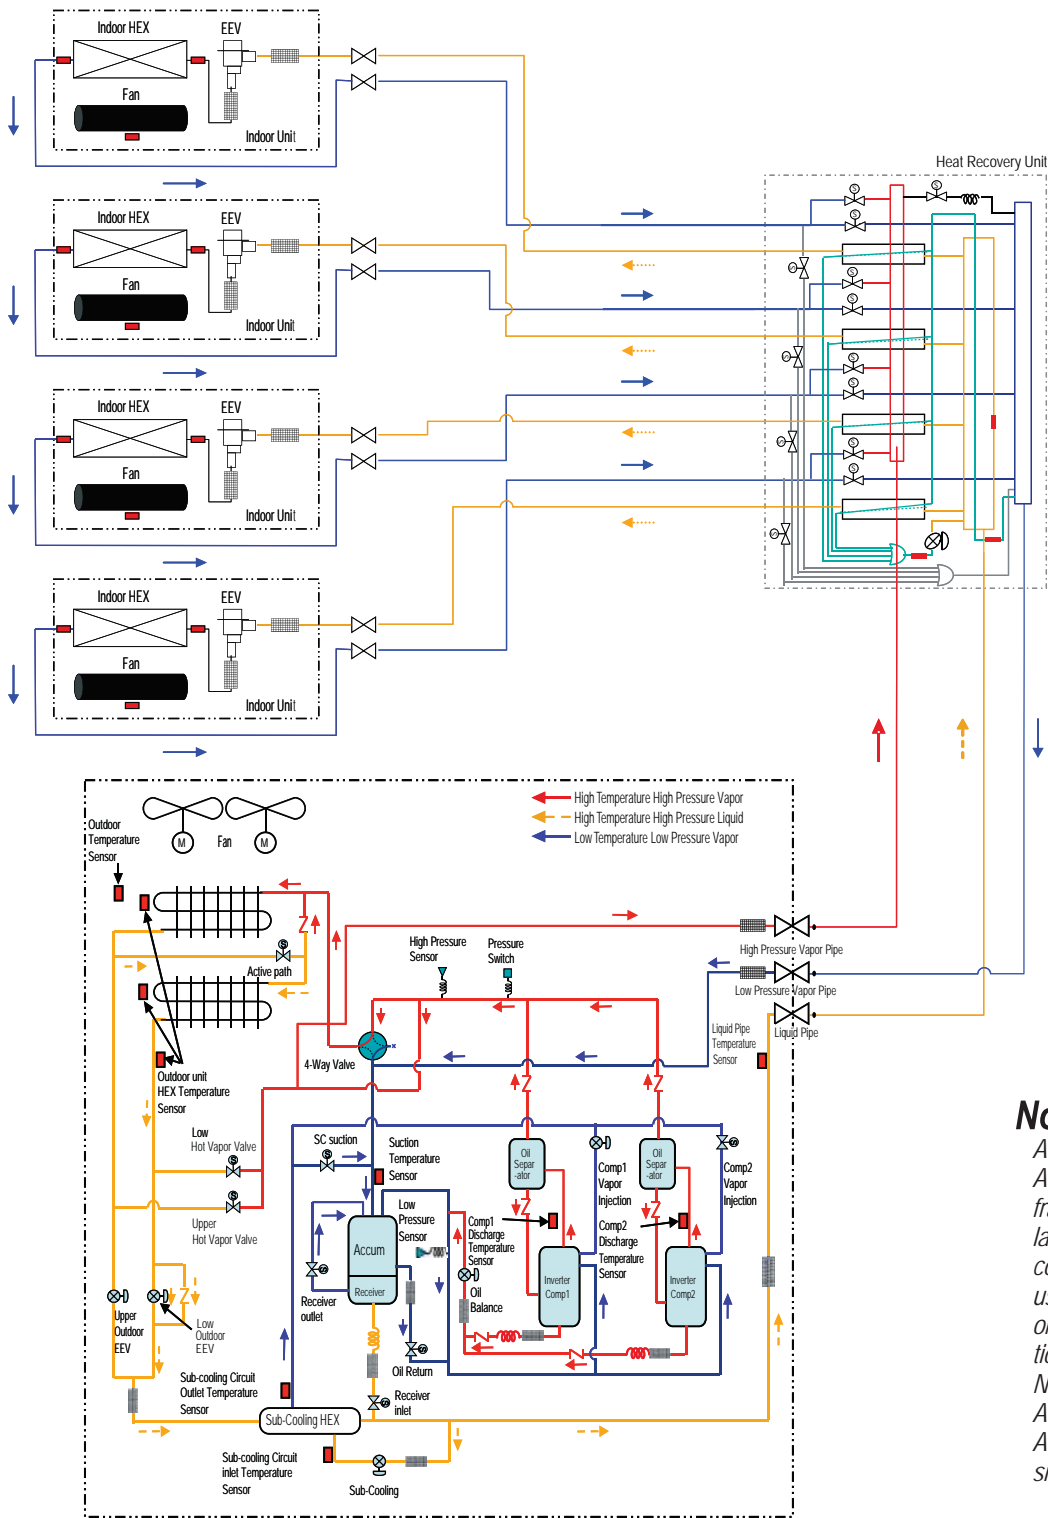 Indoor HEX
EEV
Fan
Indoor Unit
Heat Recovery Unit
Indoor HEX
EEV
Fan
Indoor Unit
Indoor HEX
EEV
Fan
Indoor Unit
Indoor HEX
EEV
Fan
Indoor Unit
S
S
S
S
S
S
S
S
S
S
S
S
S
High Temperature High Pressure Vapor
High Temperature High Pressure Liquid
Low Temperature Low Pressure Vapor
Outdoor
Temperature
Sensor
M
Fan
M
High Pressure
Sensor
Pressure
Switch
S
Active path
High Pressure Vapor Pipe
Low Pressure Vapor Pipe
Liquid Pipe
Liquid Pipe
Temperature
Sensor
4-Way Valve
Outdoor unit
HEX Temperature
Sensor
Low
Hot Vapor Valve
S
Upper
Hot Vapor Valve
S
SC suction
S
Suction
Temperature
Sensor
Oil
Separ
-ator
Oil
Separ
-ator
Comp1
Vapor
Injection
Comp2
Vapor
Injection
Low
Pressure
Sensor
Comp1
Discharge
Temperature
Sensor
Comp2
Discharge
Temperature
Sensor
Accum
Receiver
Receiver
outlet
Oil
Balance
Inverter
Comp1
Inverter
Comp2
Upper
Outdoor
EEV
Low
Outdoor
EEV
Oil Return
Sub-cooling Circuit
Outlet Temperature
Sensor
Receiver
inlet
Sub-Cooling HEX
Sub-cooling Circuit
inlet Temperature
Sensor
Sub-Cooling
A
A
la
us
N
A
A